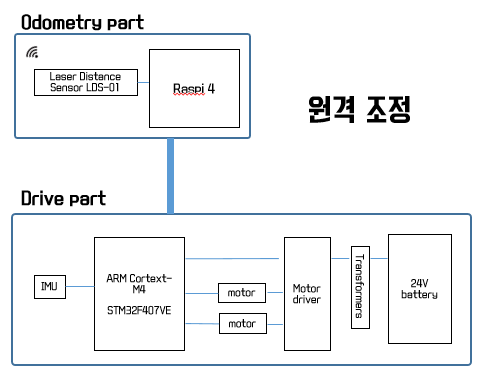 Odometry part
Laser Distance
Sensor LDS-01
Raspi 4
원격 조정
Drive part
IMU
ARM Cortext-
M4
STM32F407VE
motor
motor
Motor
driver
Transformers
24V
battery